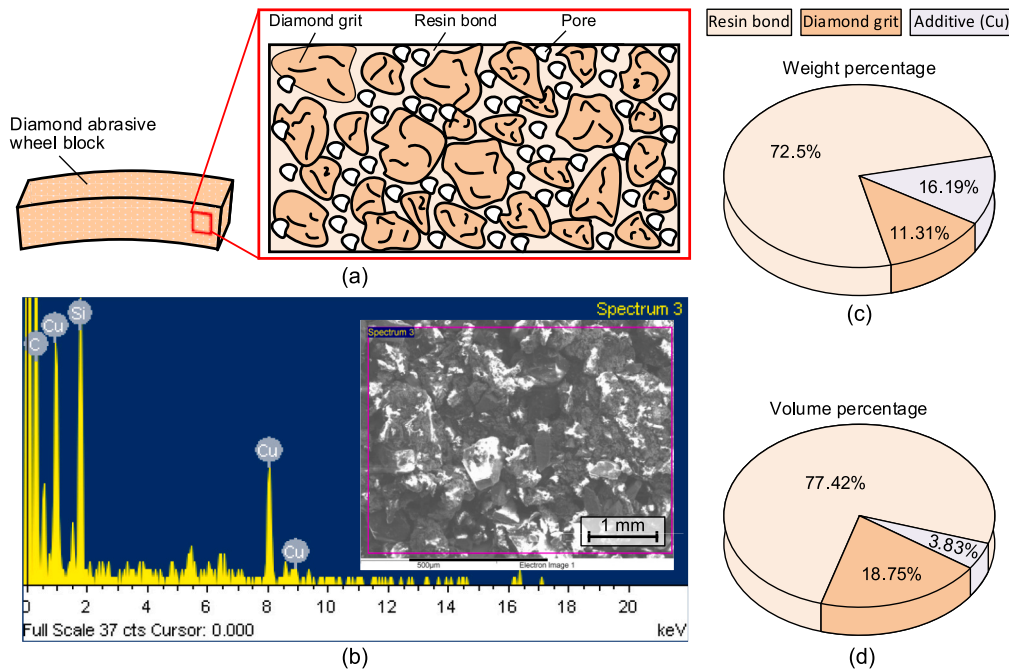 Diamond grit
Resin bond
Pore
Diamond abrasive
wheel block
(a)
Resin bond
Diamond grit
Additive (Cu)
Weight percentage
72.5%
16.19%
11.31%
(c)
Spectrum 3
C
Cu
Si
Cu
Cu
Spectrum 3
1 mm
500μm
Electron Image 1
0
2
4
6
8
10
12
14
16
18
20
Full Scale 37 cts Cursor: 0.000
keV
(b)
Volume percentage
77.42%
3.83%
18.75%
(d)